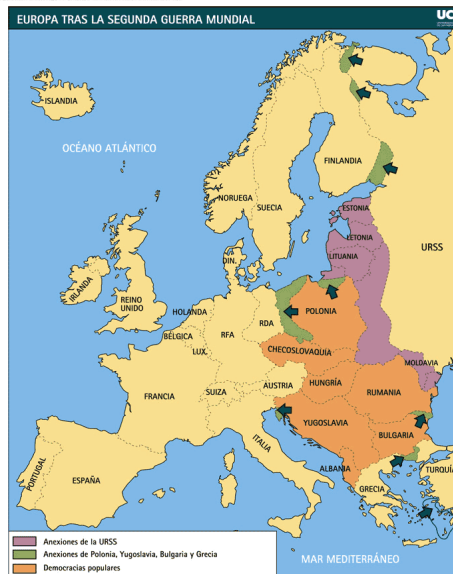 EUROPA TRAS LA SEGUNDA GUERRA MUNDIAL
UC
ISLANDIA
OCÉANO ATLÁNTICO
FINLANDIA
NORUEGA
SUECIA
ESTONIA
LETONIA
LITUANIA
URSS
DIN.
IRLANDA
REINO
UNIDO
HOLANDA
BÉLGICA
LUX.
RFA
RDA
POLONIA
CHECOSLOVAQUÍA
MOLDAVIA
FRANCIA
SUIZA
AUSTRIA
HUNGRÍA
RUMANIA
YUGOSLAVIA
BULGARIA
ITALIA
PORTUGAL
ESPAÑA
ALBANIA
GRECIA
TURQUÍA
MAR MEDITERRÁNEO
Anexiones de la URSS
Anexiones de Polonia, Yugoslavia, Bulgaria y Grecia
Democracias populares